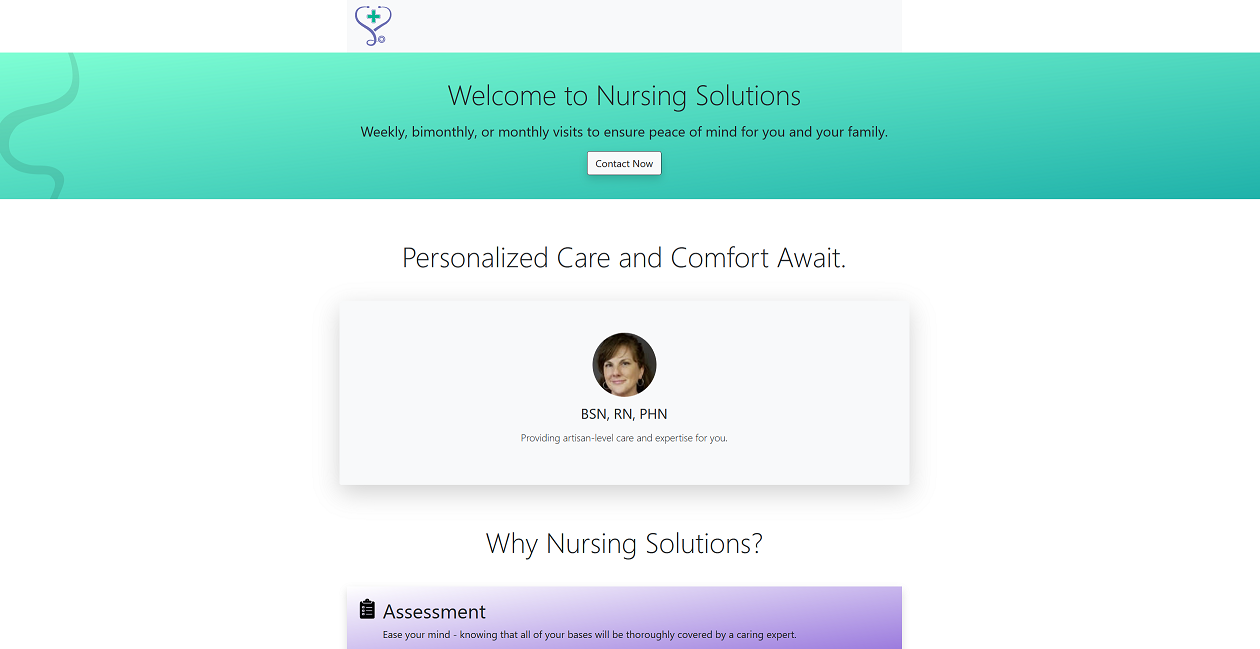 Welcome to Nursing Solutions
Weekly, bimonthly, or monthly visits to ensure peace of mind for you and your family.
Contact Now
Personalized Care and Comfort Await.
BSN, RN, PHN
Providing artisan-level care and expertise for you.
Why Nursing Solutions?
Assessment
Ease your mind - knowing that all of your bases will be thoroughly covered by a caring expert.